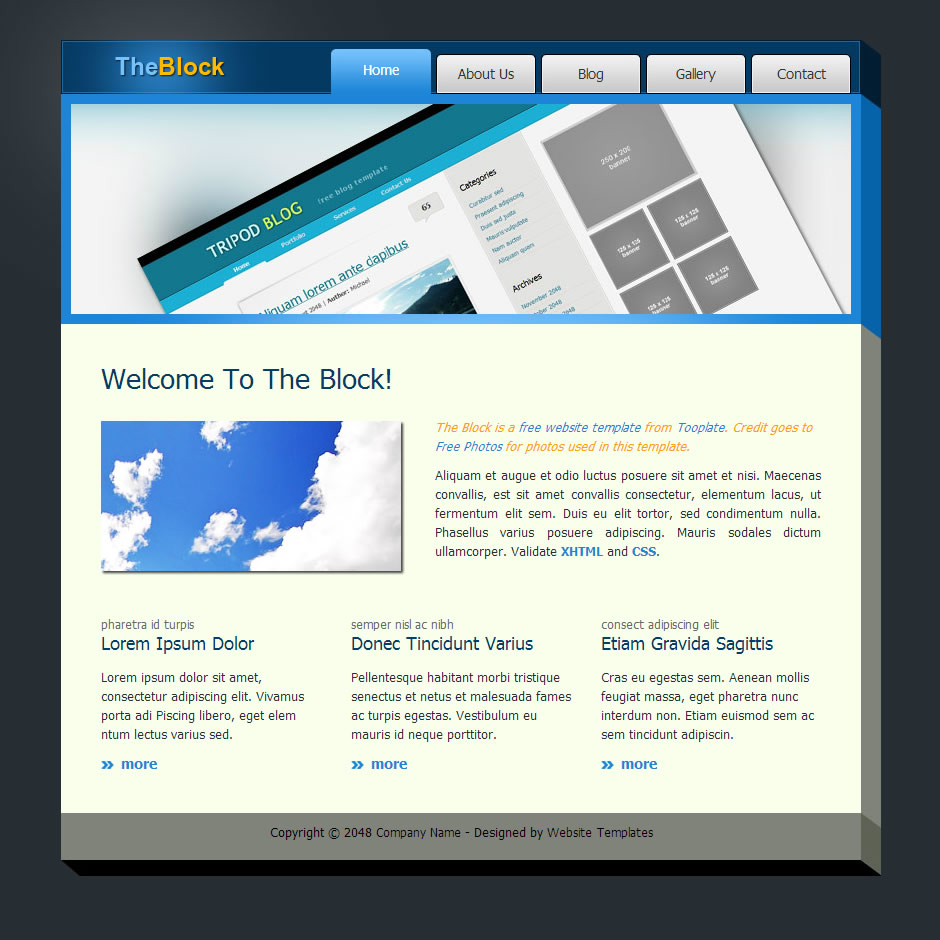 TheBlock
Home
About Us
Blog
Gallery
Contact
TRIPOD BLOG
free blog template
Home
Portfolio
Services
Contact Us
65
Aliquam lorem ante dapibus
2048 | Author: Michael
Categories
Curabitur sed
Praesent adipiscing
Duis sed justo
Mauris vulputate
Nam auctor
Aliquam quam
Archives
November 2048
2048
250 x 200
banner
125 x 125
banner
125 x 125
banner
125 x 125
banner
125 x 125
banner
Welcome To The Block!
The Block is a free website template from Tooplate. Credit goes to
Free Photos for photos used in this template.
Aliquam et augue et odio luctus posuere sit amet et nisi. Maecenas
convallis, est sit amet convallis consectetur, elementum lacus, ut
fermentum elit sem. Duis eu elit tortor, sed condimentum nulla.
Phasellus varius posuere adipiscing. Mauris sodales dictum
ullamcorper. Validate XHTML and CSS.
pharetra id turpis
Lorem Ipsum Dolor
Lorem ipsum dolor sit amet,
consectetur adipiscing elit. Vivamus
porta adi Piscing libero, eget elem
ntum lectus varius sed.
more
semper nisl ac nibh
Donec Tincidunt Varius
Pellentesque habitant morbi tristique
senectus et netus et malesuada fames
ac turpis egestas. Vestibulum eu
mauris id neque porttitor.
more
consect adipiscing elit
Etiam Gravida Sagittis
Cras eu egestas sem. Aenean mollis
feugiat massa, eget pharetra nunc
interdum non. Etiam euismod sem ac
sem tincidunt adipiscin.
more
Copyright © 2048 Company Name - Designed by Website Templates